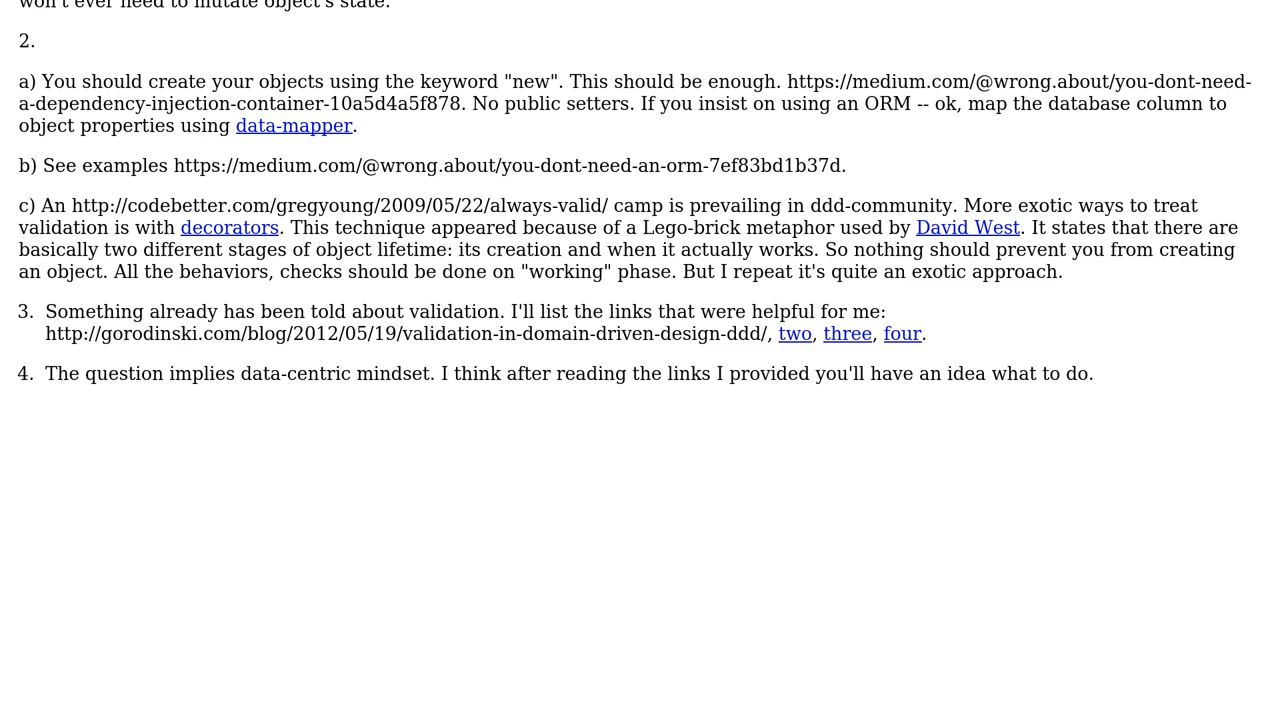 won't ever need to mutate object's state.
2.
a) You should create your objects using the keyword "new". This should be enough. https://medium.com/@wrong.about/you-dont-need-
a-dependency-injection-container-10a5d4a5f878. No public setters. If you insist on using an ORM -- ok, map the database column to
object properties using data-mapper.
b) See examples https://medium.com/@wrong.about/you-dont-need-an-orm-7ef83bd1b37d.
c) An http://codebetter.com/gregyoung/2009/05/22/always-valid/ camp is prevailing in ddd-community. More exotic ways to treat
validation is with decorators. This technique appeared because of a Lego-brick metaphor used by David West. It states that there are
basically two different stages of object lifetime: its creation and when it actually works. So nothing should prevent you from creating
an object. All the behaviors, checks should be done on "working" phase. But I repeat it's quite an exotic approach.
3. Something already has been told about validation. I'll list the links that were helpful for me:
http://gorodinski.com/blog/2012/05/19/validation-in-domain-driven-design-ddd/, two, three, four.
4. The question implies data-centric mindset. I think after reading the links I provided you'll have an idea what to do.